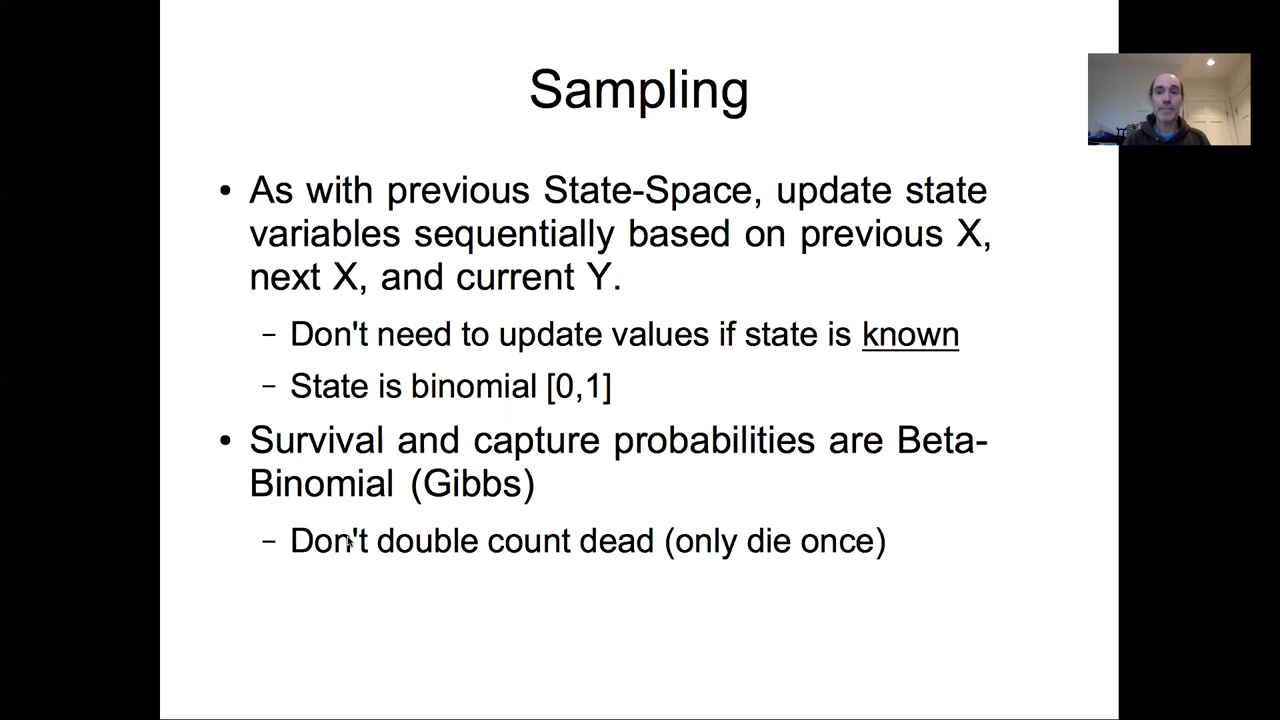 Sampling
• As with previous State-Space, update state
variables sequentially based on previous X,
next X, and current Y.
– Don't need to update values if state is known
– State is binomial [0,1]
• Survival and capture probabilities are Beta-
Binomial (Gibbs)
– Don't double count dead (only die once)